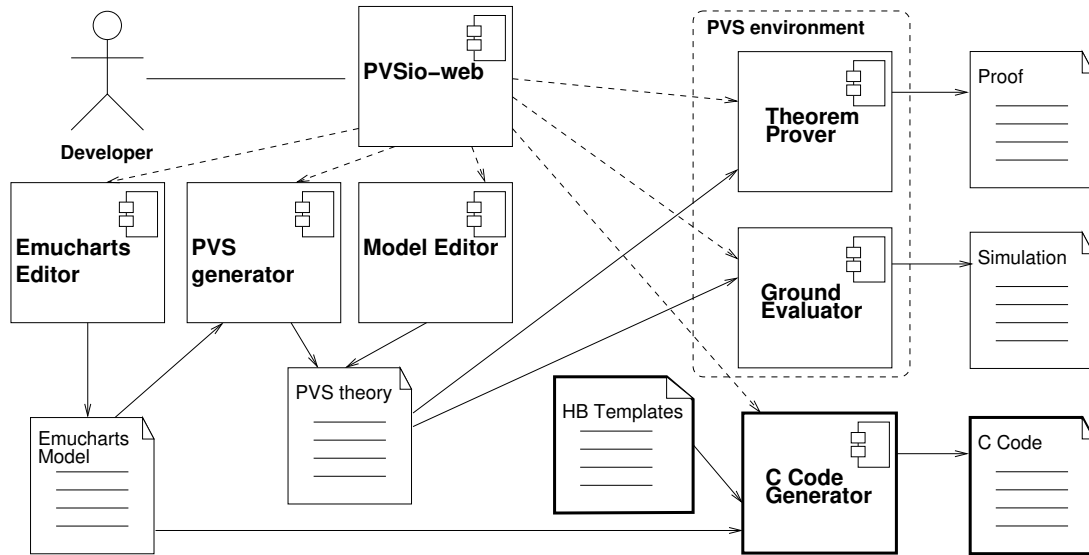 PVS environment
PVSio-web
Theorem
Prover
Proof
Developer
Emucharts
Editor
PVS
generator
Model Editor
Ground
Evaluator
Simulation
PVS theory
HB Templates
Emucharts
Model
C Code
Generator
C Code